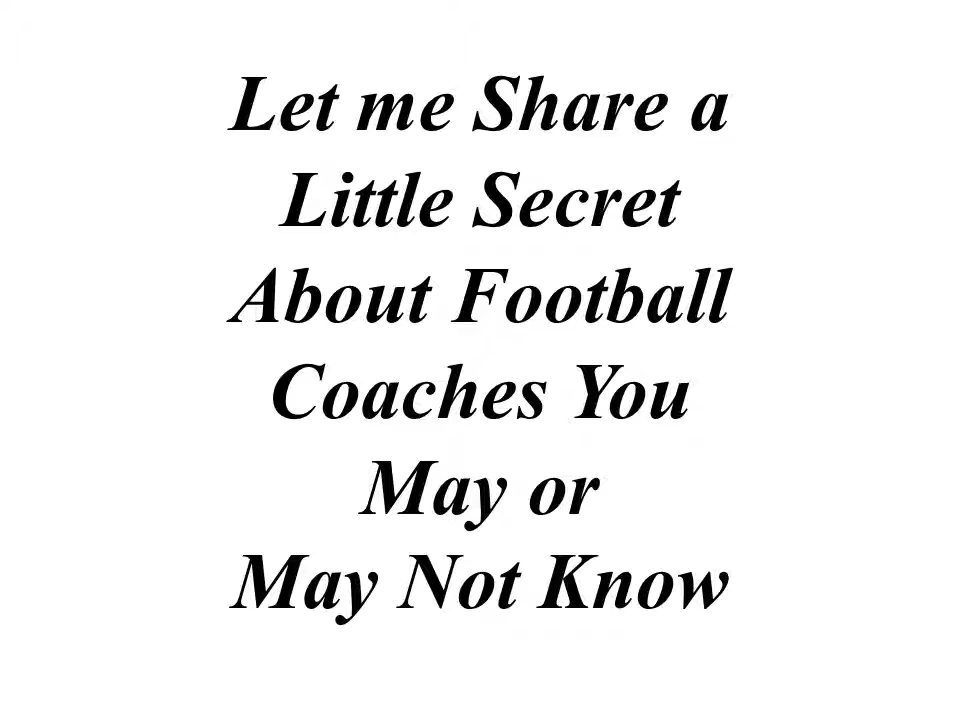 Let me Share a
Little Secret
About Football
Coaches You
May or
May Not Know